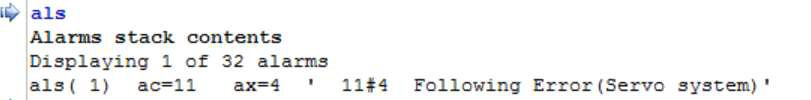 als
Alarms stack contents
Displaying 1 of 32 alarms
als( 1)  ac=11   ax=4  '  11#4  Following Error(Servo system)'